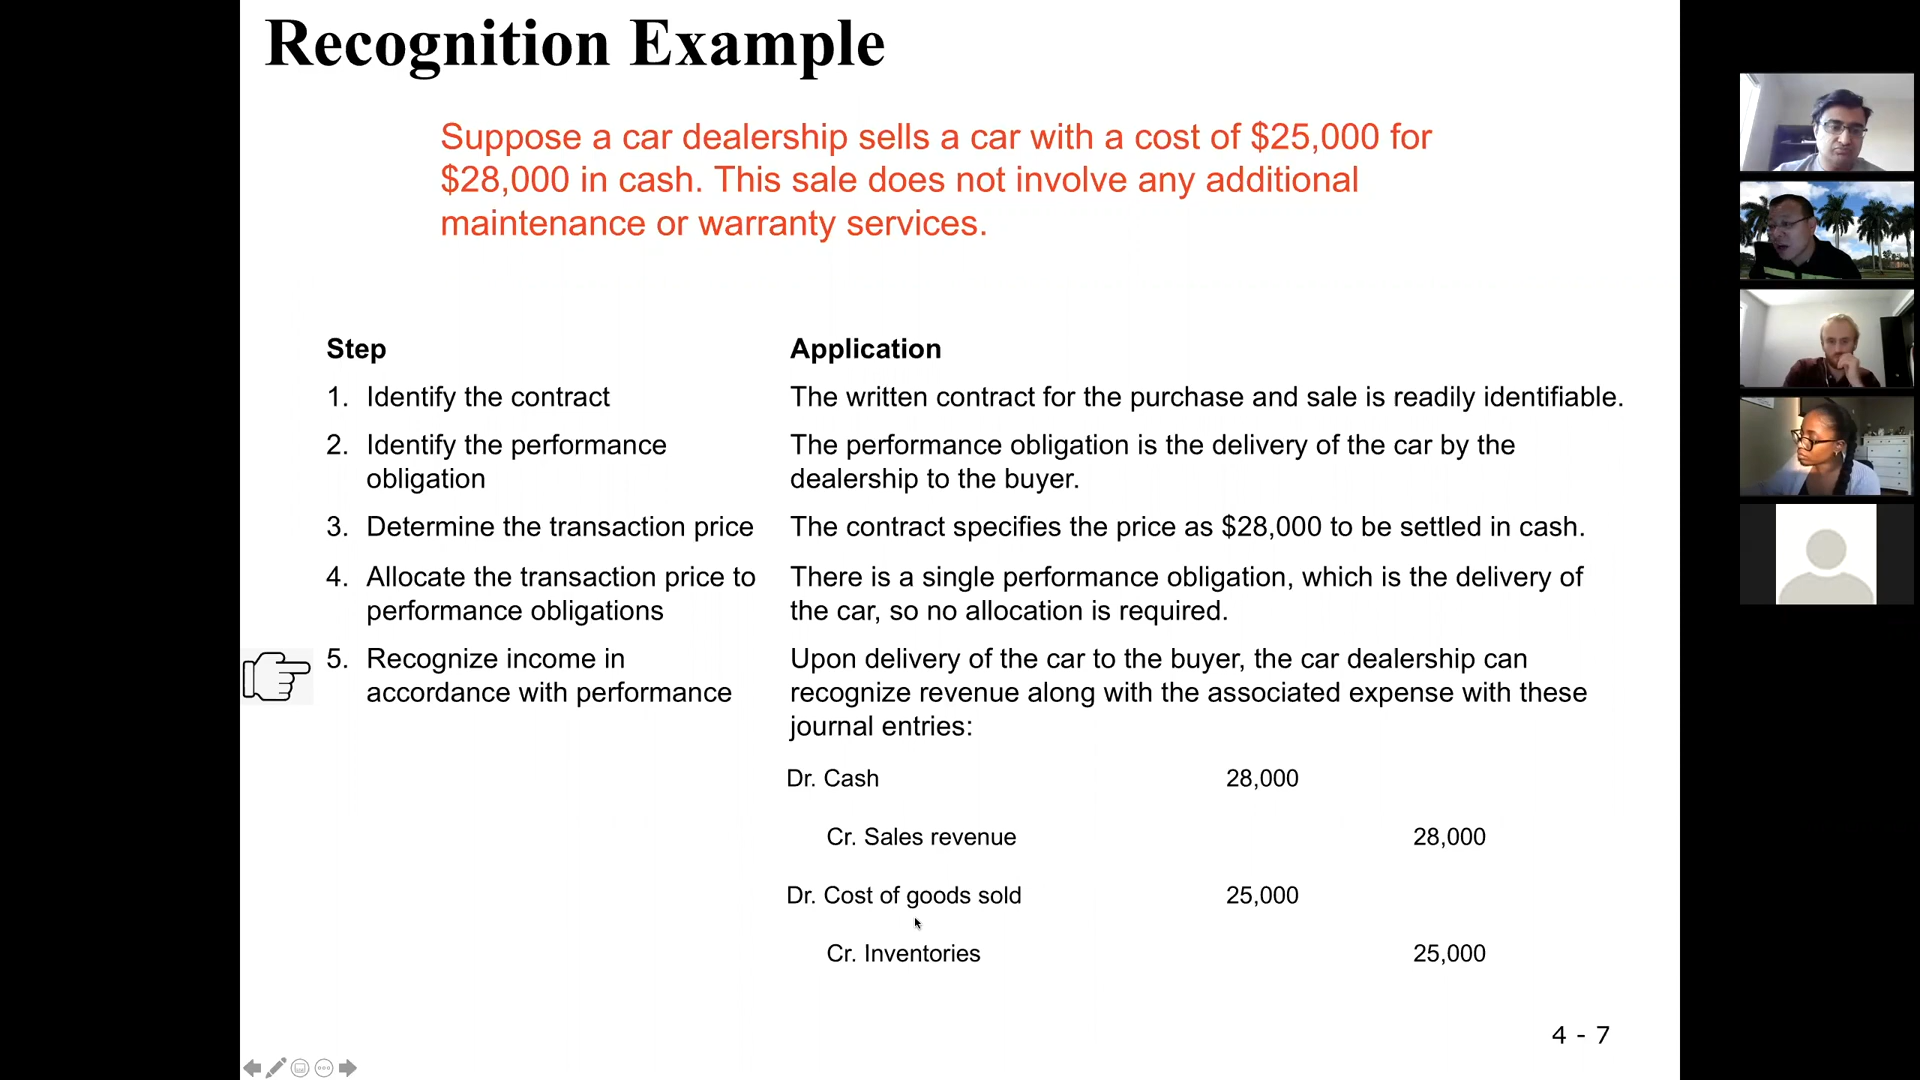 Recognition Example
Suppose a car dealership sells a car with a cost of $25,000 for
$28,000 in cash. This sale does not involve any additional
maintenance or warranty services.
Step Application
1. Identify the contract The written contract for the purchase and sale is readily identifiable.
2. Identify the performance The performance obligation is the delivery of the car by the
obligation dealership to the buyer.
3. Determine the transaction price The contract specifies the price as $28,000 to be settled in cash.
4. Allocate the transaction price to There is a single performance obligation, which is the delivery of
performance obligations the car, so no allocation is required.
5. Recognize income in Upon delivery of the car to the buyer, the car dealership can
accordance with performance recognize revenue along with the associated expense with these
journal entries:
Dr. Cash 28,000
Cr. Sales revenue 28,000
Dr. Cost of goods sold 25,000
Cr. Inventories 25,000
4 - 7